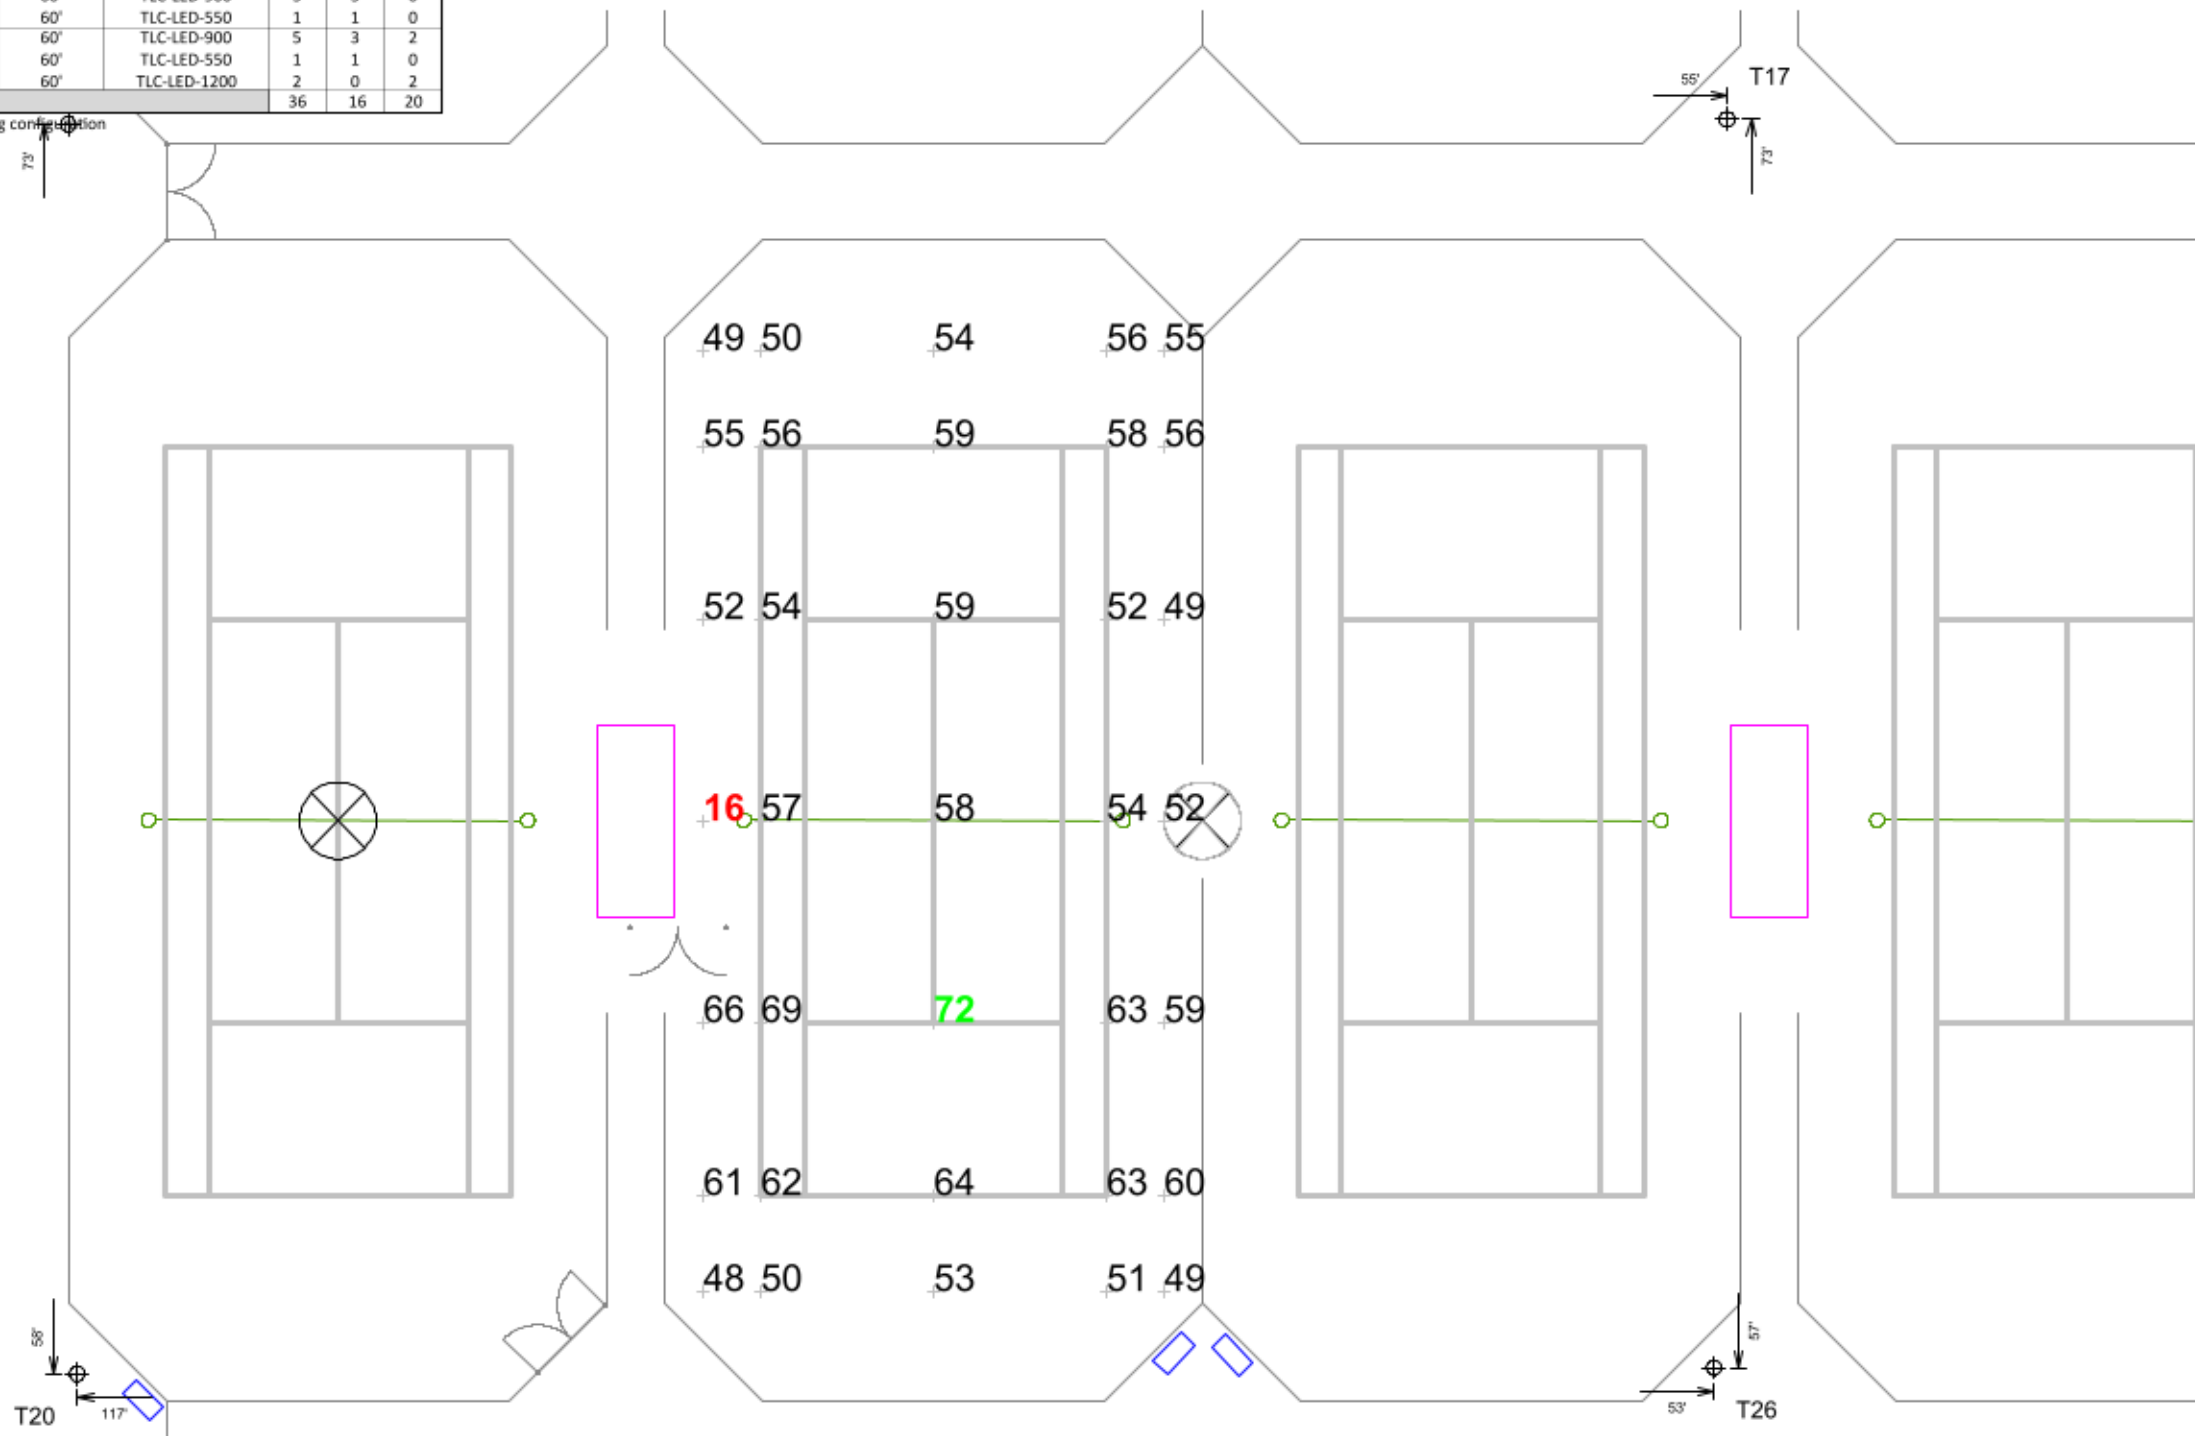 60' TLC-LED-550 1 1 0
60' TLC-LED-900 5 3 2
60' TLC-LED-550 1 1 0
60' TLC-LED-1200 2 0 2
36 16 20
g configuration
73'
55'
T17
73'
49 50 54 56 55
55 56 59 58 56
52 54 59 52 49
16 57 58 54 52
66 69 72 63 59
61 62 64 63 60
48 50 53 51 49
58'
117'
T20
57'
53'
T26